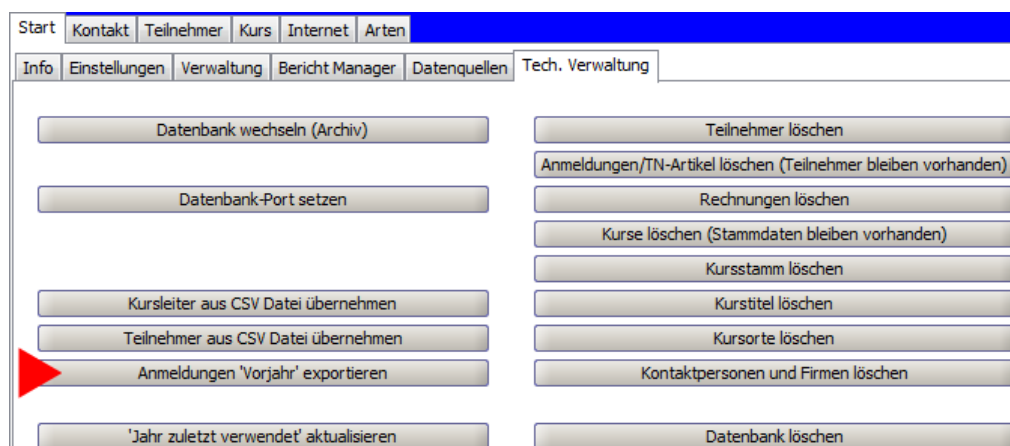 Start Kontakt Teilnehmer Kurs Internet Arten
Info Einstellungen Verwaltung Bericht Manager Datenquellen Tech. Verwaltung
Datenbank wechseln (Archiv)
Teilnehmer löschen
Anmeldungen/TN-Artikel löschen (Teilnehmer bleiben vorhanden)
Datenbank-Port setzen
Rechnungen löschen
Kurse löschen (Stammdaten bleiben vorhanden)
Kursstamm löschen
Kursleiter aus CSV Datei übernehmen
Kurstitel löschen
Teilnehmer aus CSV Datei übernehmen
Kursorte löschen
Anmeldungen 'Vorjahr' exportieren
Kontaktpersonen und Firmen löschen
'Jahr zuletzt verwendet' aktualisieren
Datenbank löschen